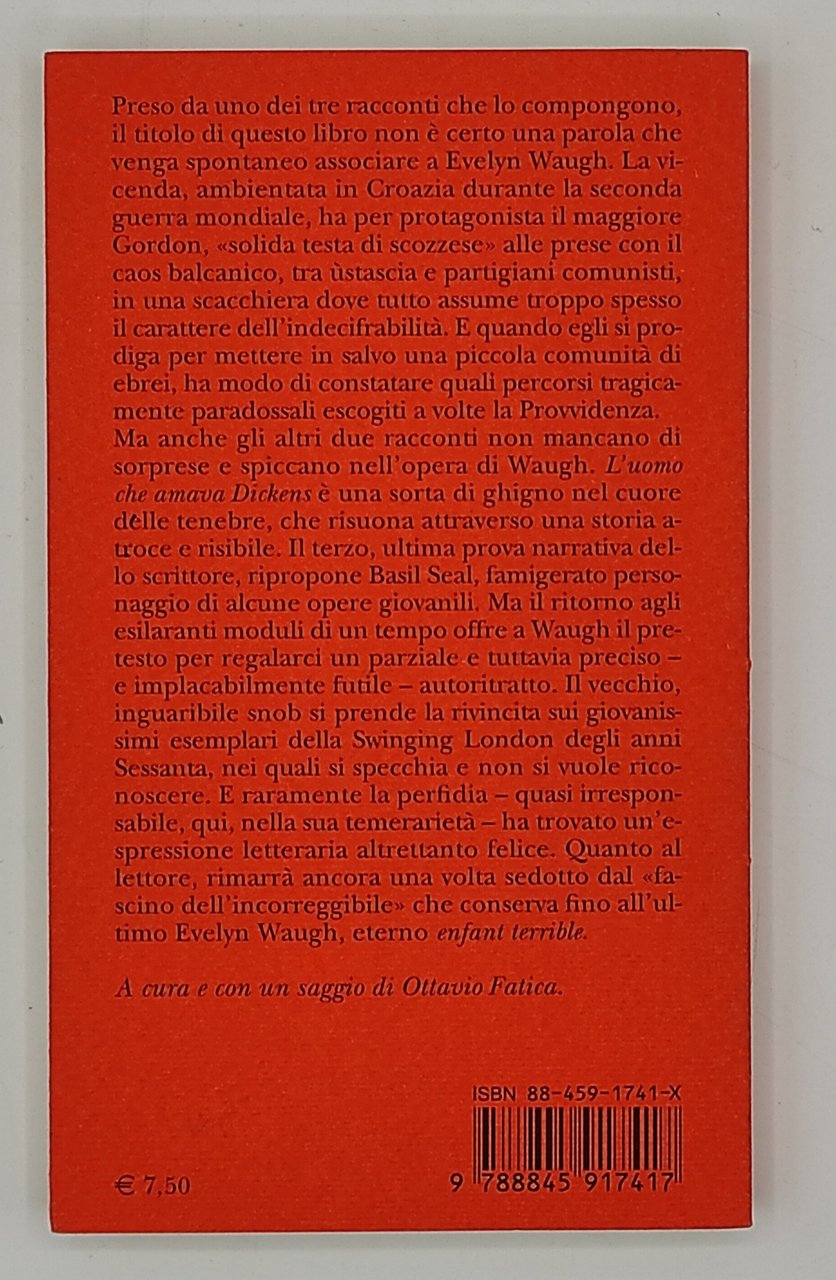 Preso da uno dei tre racconti che lo compongono,
il titolo di questo libro non è certo una parola che
venga spontaneo associare a Evelyn Waugh. La vi-
cenda, ambientata in Croazia durante la seconda
guerra mondiale, ha per protagonista il maggiore
Gordon, «solida testa di scozzese» alle prese con il
caos balcanico, tra ùstascia e partigiani comunisti,
in una scacchiera dove tutto assume troppo spesso
il carattere dell'indecifrabilità. E quando egli si pro-
diga per mettere in salvo una piccola comunità di
ebrei, ha modo di constatare quali percorsi tragica-
mente paradossali escogiti a volte la Provvidenza.
Ma anche gli altri due racconti non mancano di
sorprese e spiccano nell'opera di Waugh. L'uomo
che amava Dickens è una sorta di ghigno nel cuore
delle tenebre, che risuona attraverso una storia a-
troce e risibile. Il terzo, ultima prova narrativa del-
lo scrittore, ripropone Basil Seal, famigerato perso-
naggio di alcune opere giovanili. Ma il ritorno agli
esilaranti moduli di un tempo offre a Waugh il pre-
testo per regalarci un parziale e tuttavia preciso –
e implacabilmente futile – autoritratto. Il vecchio,
inguaribile snob si prende la rivincita sui giovanis-
simi esemplari della Swinging London degli anni
Sessanta, nei quali si specchia e non si vuole rico-
noscere. E raramente la perfidia – quasi irrespon-
sabile, qui, nella sua temerarietà – ha trovato un'e-
spressione letteraria altrettanto felice. Quanto al
lettore, rimarrà ancora una volta sedotto dal «fa-
scino dell'incorreggibile» che conserva fino all'ul-
timo Evelyn Waugh, eterno enfant terrible.
A cura e con un saggio di Ottavio Fatica.
ISBN 88-459-1741-X
€ 7,50
9 788845 917417